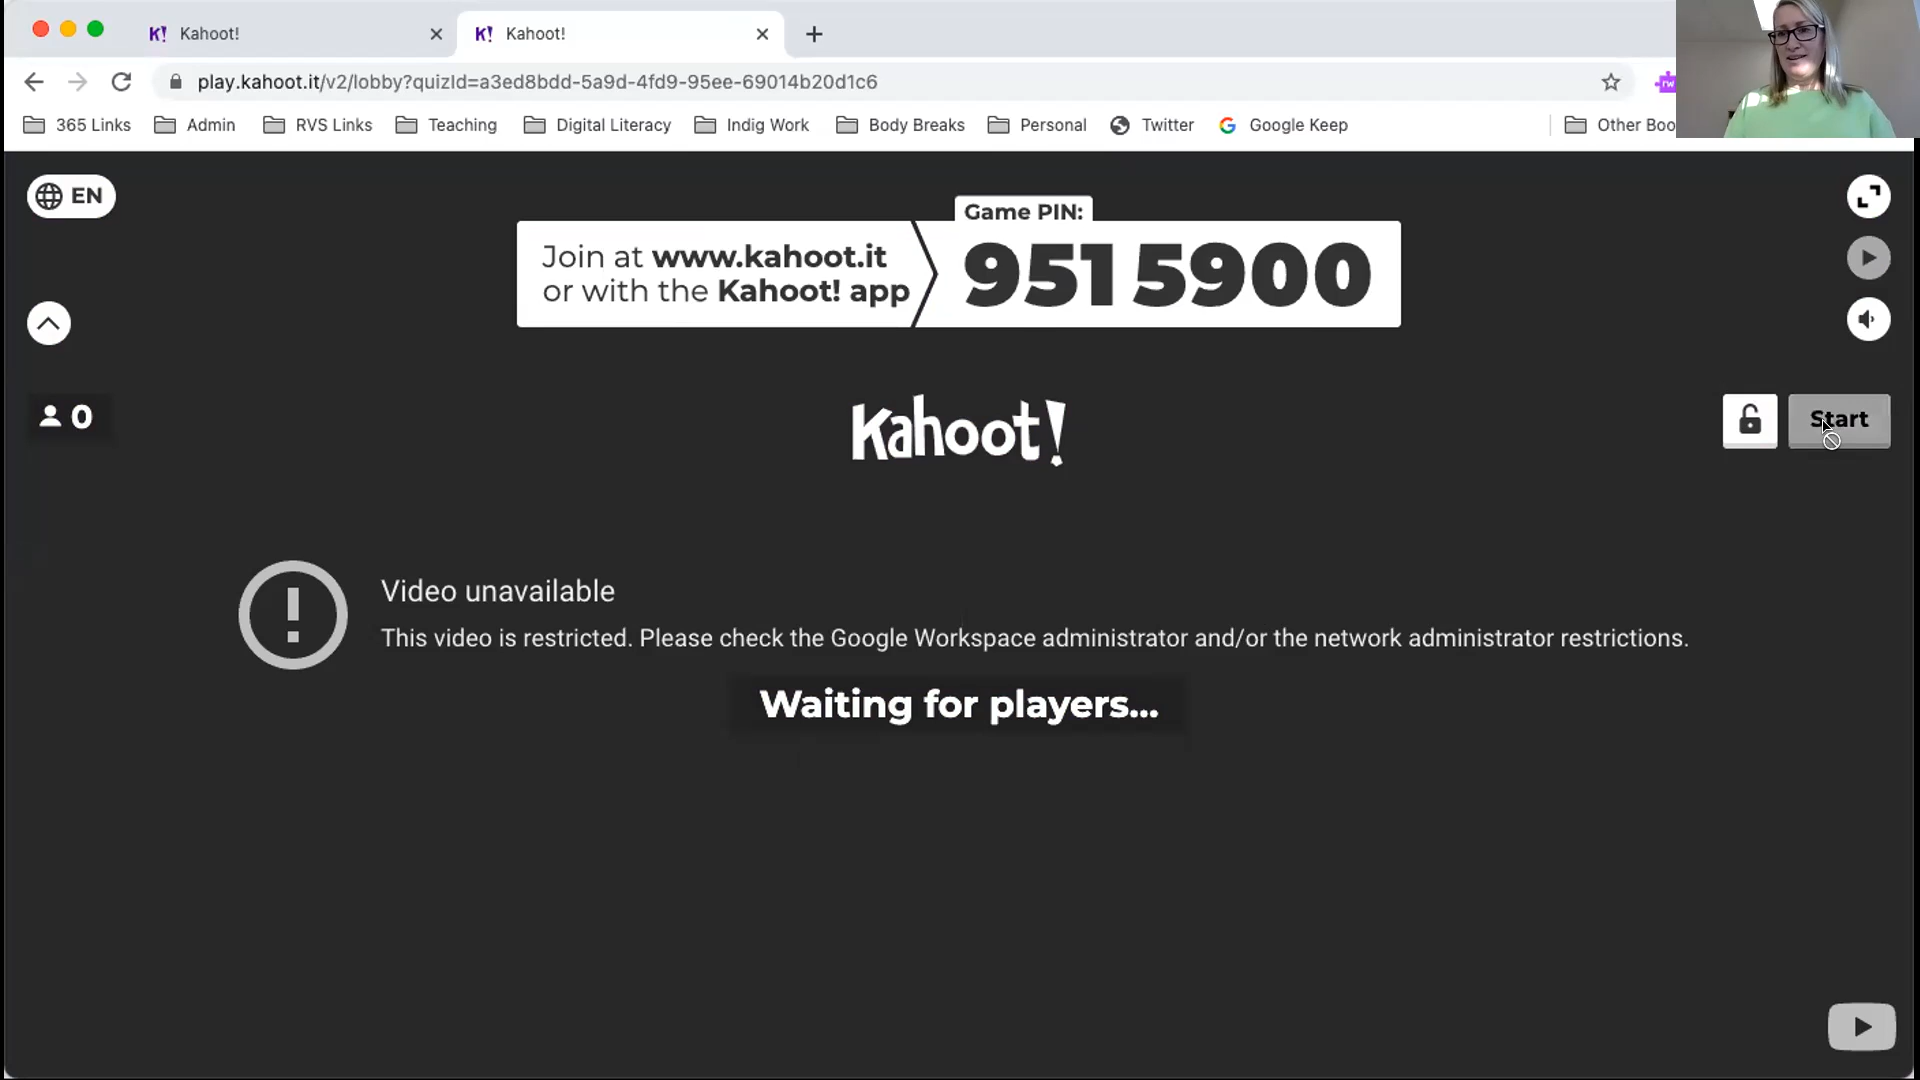 K! Kahoot!
K! Kahoot!
play.kahoot.it/v2/lobby?quizId=a3ed8bdd-5a9d-4fd9-95ee-69014b20d1c6
rw
365 Links Admin RVS Links Teaching Digital Literacy Indig Work Body Breaks Personal Twitter Google Keep Other Boo
EN
Game PIN:
Join at www.kahoot.it
or with the Kahoot! app
951 5900
0
Kahoot!
Start
Video unavailable
This video is restricted. Please check the Google Workspace administrator and/or the network administrator restrictions.
Waiting for players...